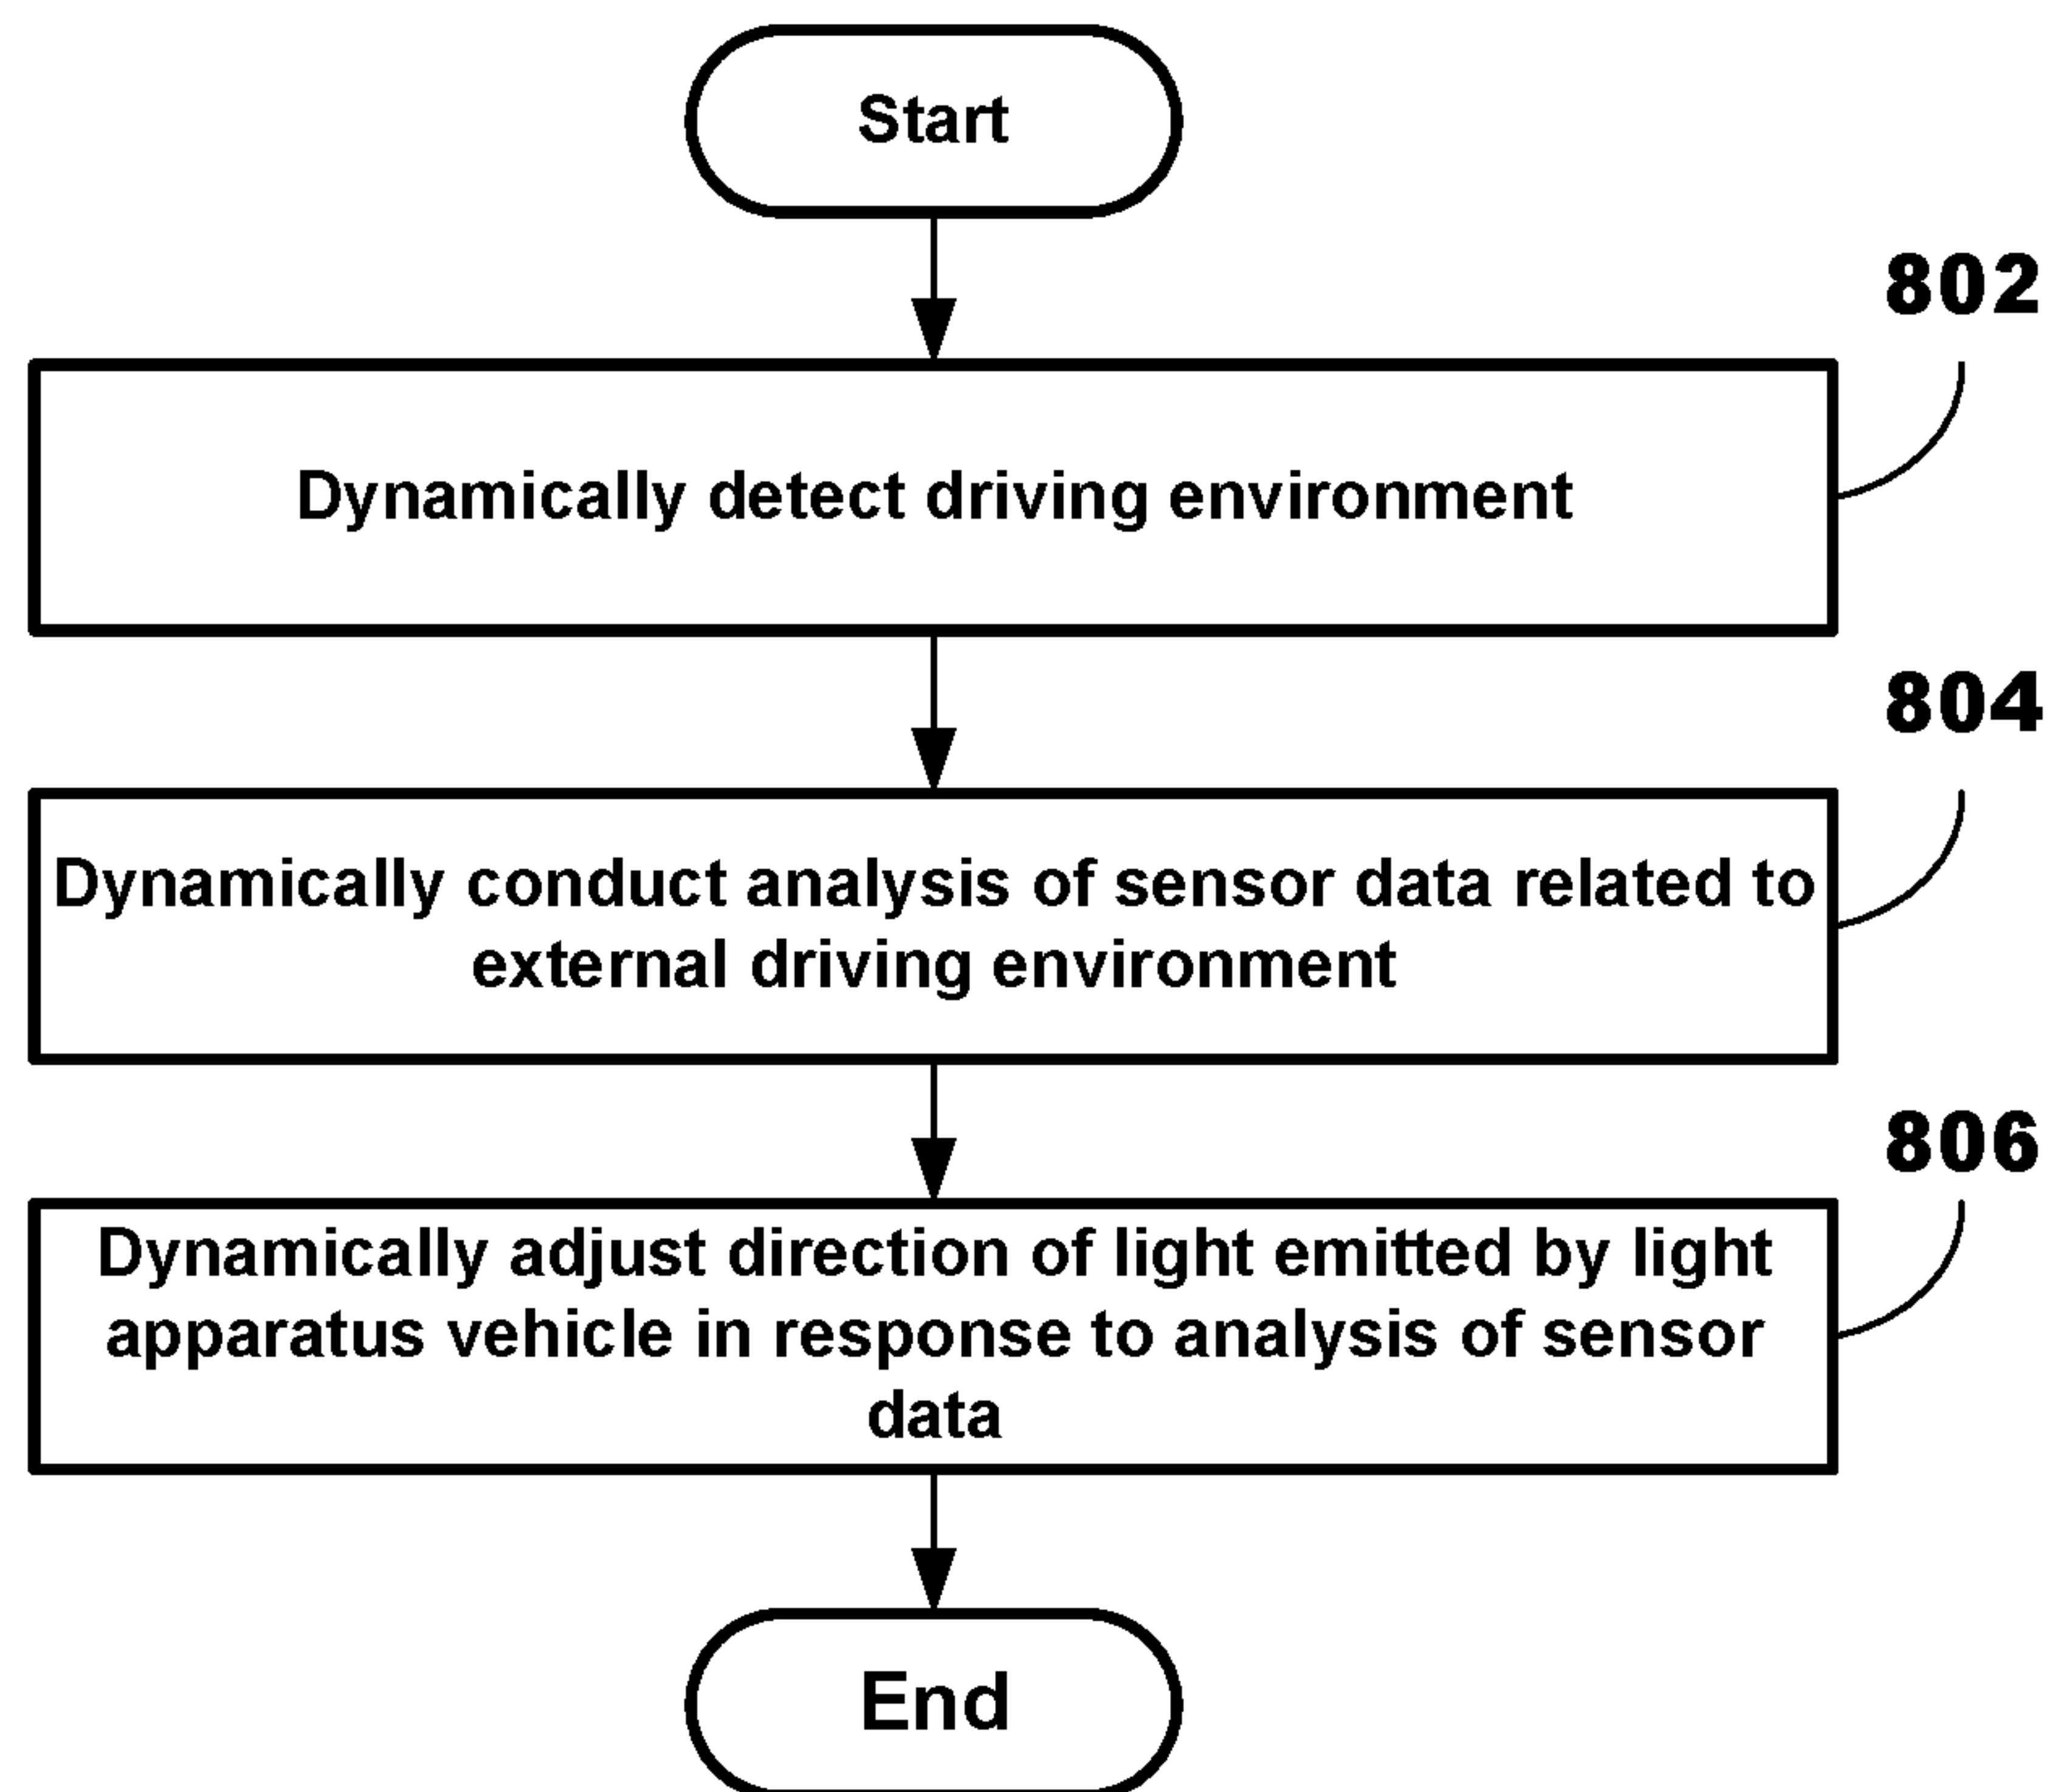 Start
802
Dynamically detect driving environment
804
Dynamically conduct analysis of sensor data related to
external driving environment
806
Dynamically adjust direction of light emitted by light
apparatus vehicle in response to analysis of sensor
data
End